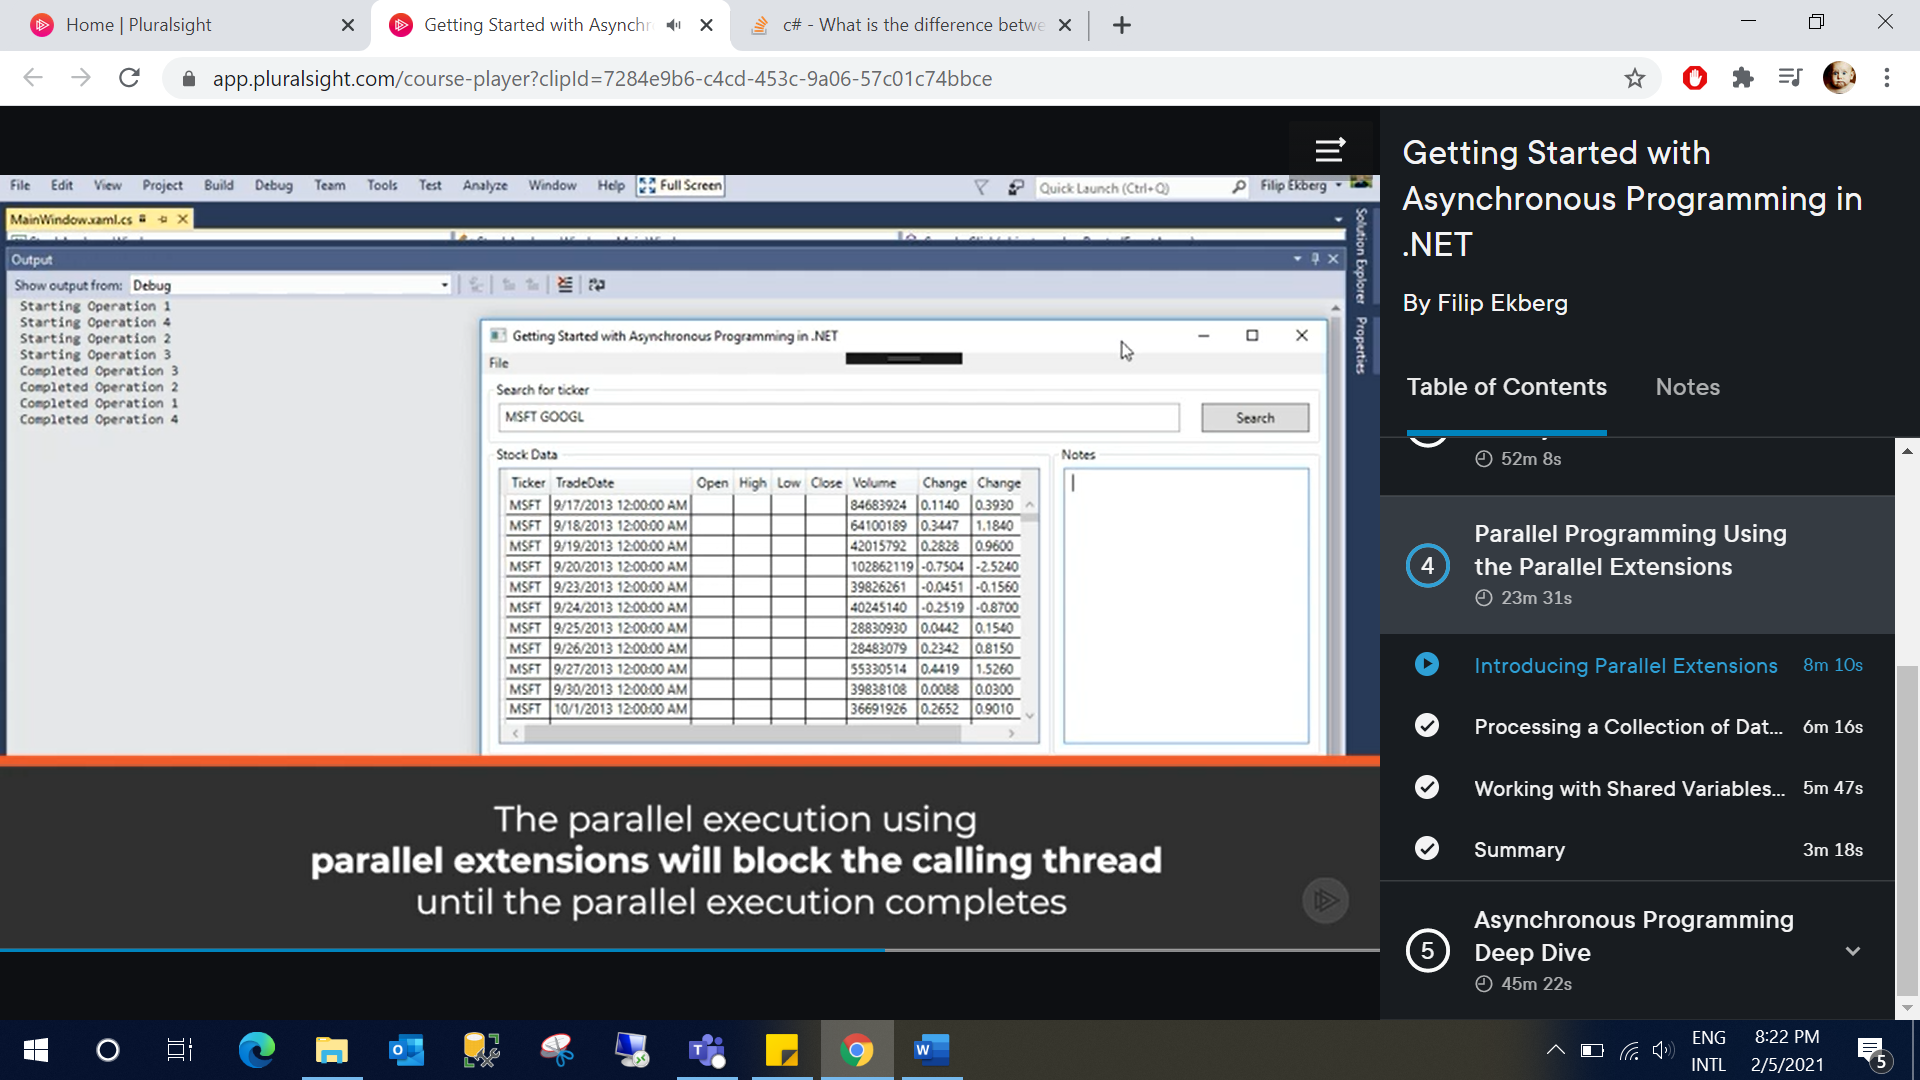 Home | Pluralsight
Getting Started with Asynchr
c# - What is the difference betwe
app.pluralsight.com/course-player?clipId=7284e9b6-c4cd-453c-9a06-57c01c74bbce
File Edit View Project Build Debug Team Tools Test Analyze Window Help Full Screen Quick Launch (Ctrl+Q) Filip Ekberg
MainWindow.xaml.cs
Output
Show output from: Debug
Starting Operation 1
Starting Operation 4
Starting Operation 2
Starting Operation 3
Completed Operation 3
Completed Operation 2
Completed Operation 1
Completed Operation 4
Solution Explorer
Properties
Getting Started with Asynchronous Programming in .NET
File
Search for ticker
MSFT GOOGL
Search
Stock Data
Notes
Ticker TradeDate Open High Low Close Volume Change Change
MSFT 9/17/2013 12:00:00 AM 84683924 0.1140 0.3930
MSFT 9/18/2013 12:00:00 AM 64100189 0.3447 1.1840
MSFT 9/19/2013 12:00:00 AM 42015792 0.2828 0.9600
MSFT 9/20/2013 12:00:00 AM 102862119 -0.7504 -2.5240
MSFT 9/23/2013 12:00:00 AM 39826261 -0.0451 -0.1560
MSFT 9/24/2013 12:00:00 AM 40245140 -0.2519 -0.8700
MSFT 9/25/2013 12:00:00 AM 28830930 0.0442 0.1540
MSFT 9/26/2013 12:00:00 AM 28483079 0.2342 0.8150
MSFT 9/27/2013 12:00:00 AM 55330514 0.4419 1.5260
MSFT 9/30/2013 12:00:00 AM 39838108 0.0088 0.0300
MSFT 10/1/2013 12:00:00 AM 36691926 0.2652 0.9010
The parallel execution using
parallel extensions will block the calling thread
until the parallel execution completes
Getting Started with
Asynchronous Programming in
.NET
By Filip Ekberg
Table of Contents Notes
52m 8s
4
Parallel Programming Using
the Parallel Extensions
23m 31s
Introducing Parallel Extensions 8m 10s
Processing a Collection of Dat... 6m 16s
Working with Shared Variables... 5m 47s
Summary 3m 18s
5
Asynchronous Programming
Deep Dive
45m 22s
ENG
INTL
8:22 PM
2/5/2021
5